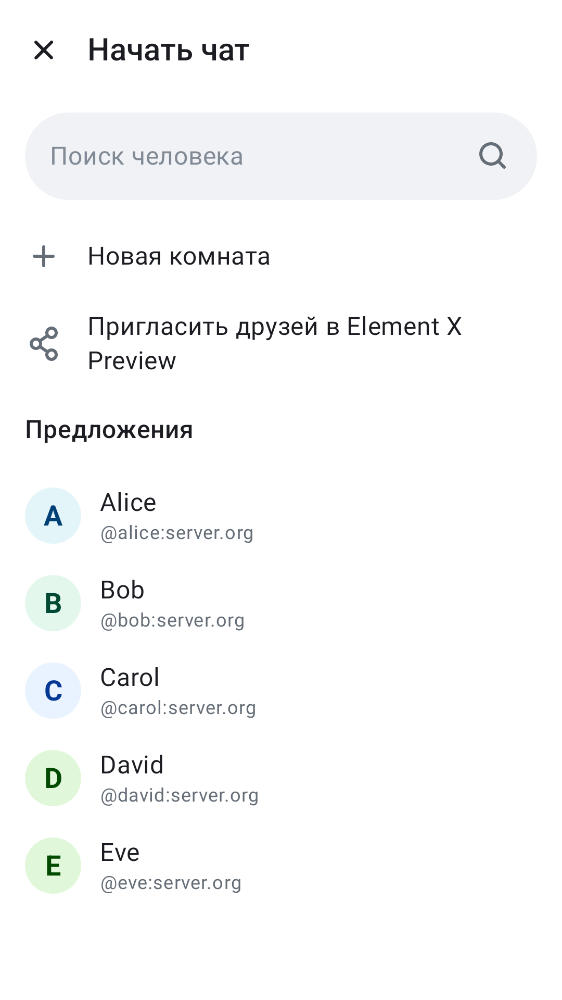 Начать чат
Поиск человека
Новая комната
Пригласить друзей в Element X
Preview
Предложения
A
Alice
@alice:server.org
B
Bob
@bob:server.org
C
Carol
@carol:server.org
D
David
@david:server.org
E
Eve
@eve:server.org